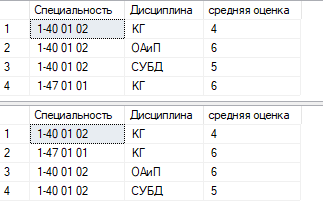 Специальность Дисциплина средняя оценка
1 1-40 01 02 КГ 4
2 1-40 01 02 ОАиП 6
3 1-40 01 02 СУБД 5
4 1-47 01 01 КГ 6
Специальность Дисциплина средняя оценка
1 1-40 01 02 КГ 4
2 1-47 01 01 КГ 6
3 1-40 01 02 ОАиП 6
4 1-40 01 02 СУБД 5